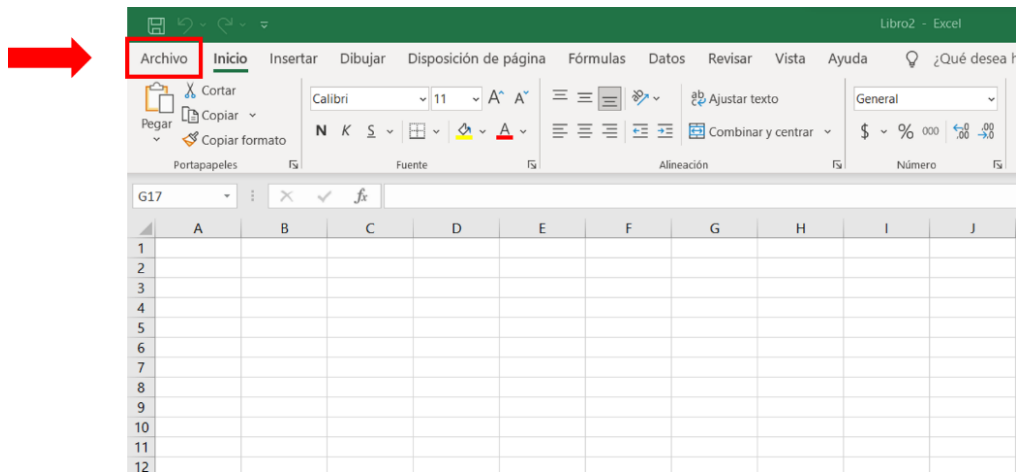 Libro2 - Excel
Archivo Inicio Insertar Dibujar Disposición de página Fórmulas Datos Revisar Vista Ayuda ¿Qué desea h
Pegar
Cortar
Copiar
Copiar formato
Portapapeles
Calibri 11 A A
N K S A
Fuente
ab Ajustar texto
Combinar y centrar
Alineación
General
$ % 000 ,00
Número
G17 fx
A B C D E F G H I J
1
2
3
4
5
6
7
8
9
10
11
12